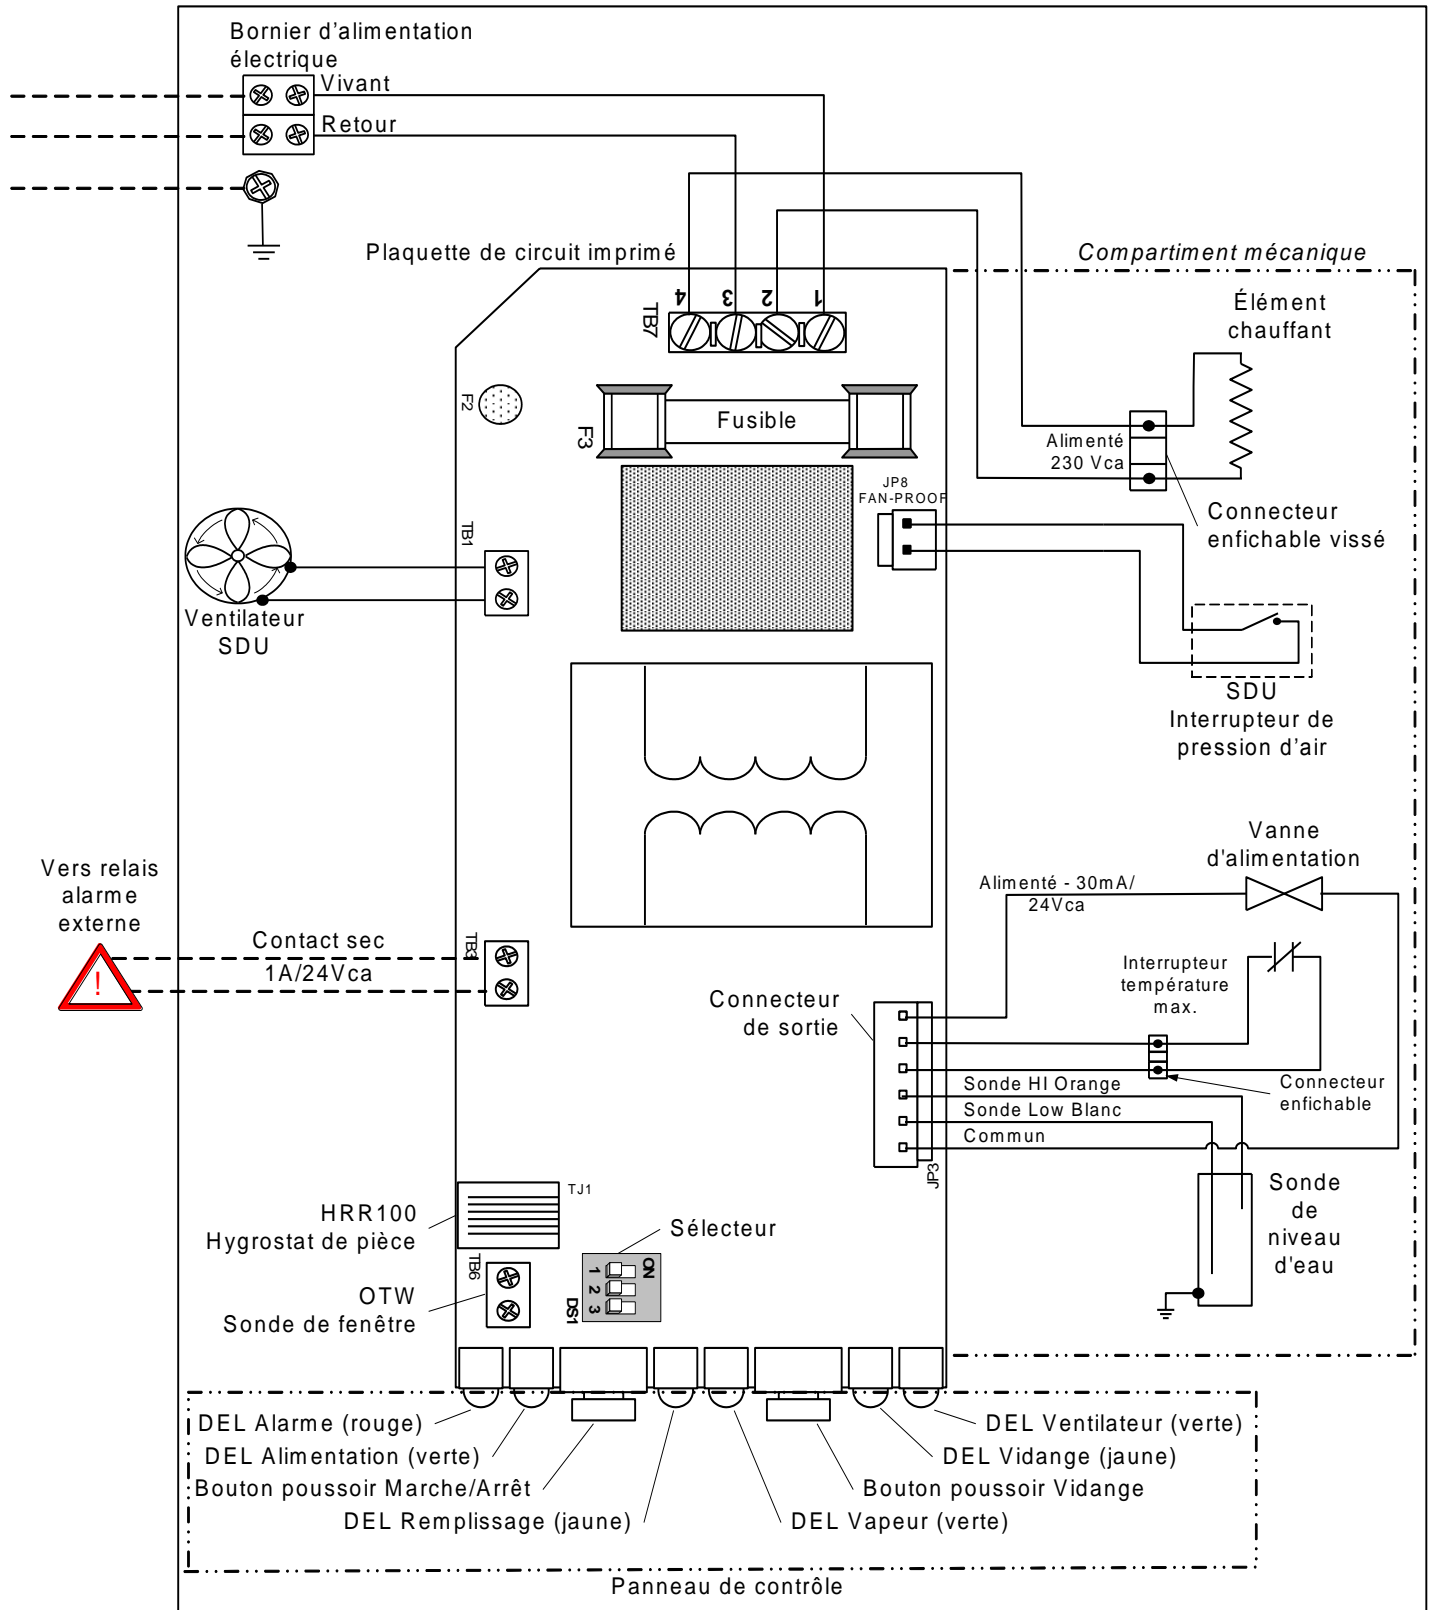 Bornier d'alimentation
électrique
Vivant
Retour
Plaquette de circuit imprimé
Compartiment mécanique
4 3 2 1
TB7
Élément
chauffant
F2
F3
Fusible
Alimenté
230 Vca
JP8
FAN-PROOF
Connecteur
enfichable vissé
TB1
Ventilateur
SDU
SDU
Interrupteur de
pression d'air
Vanne
d'alimentation
Vers relais
alarme
externe
!
Alimenté - 30mA/
24Vca
Contact sec
1A/24Vca
TB3
Interrupteur
température
max.
Connecteur
de sortie
Sonde HI Orange
Sonde Low Blanc
Commun
Connecteur
enfichable
JP3
TJ1
HRR100
Hygrostat de pièce
Sonde
de
niveau
d'eau
Sélecteur
TB6
OTW
Sonde de fenêtre
ON
1
2
3
DS1
DEL Alarme (rouge)
DEL Ventilateur (verte)
DEL Alimentation (verte)
DEL Vidange (jaune)
Bouton poussoir Marche/Arrêt
Bouton poussoir Vidange
DEL Remplissage (jaune)
DEL Vapeur (verte)
Panneau de contrôle